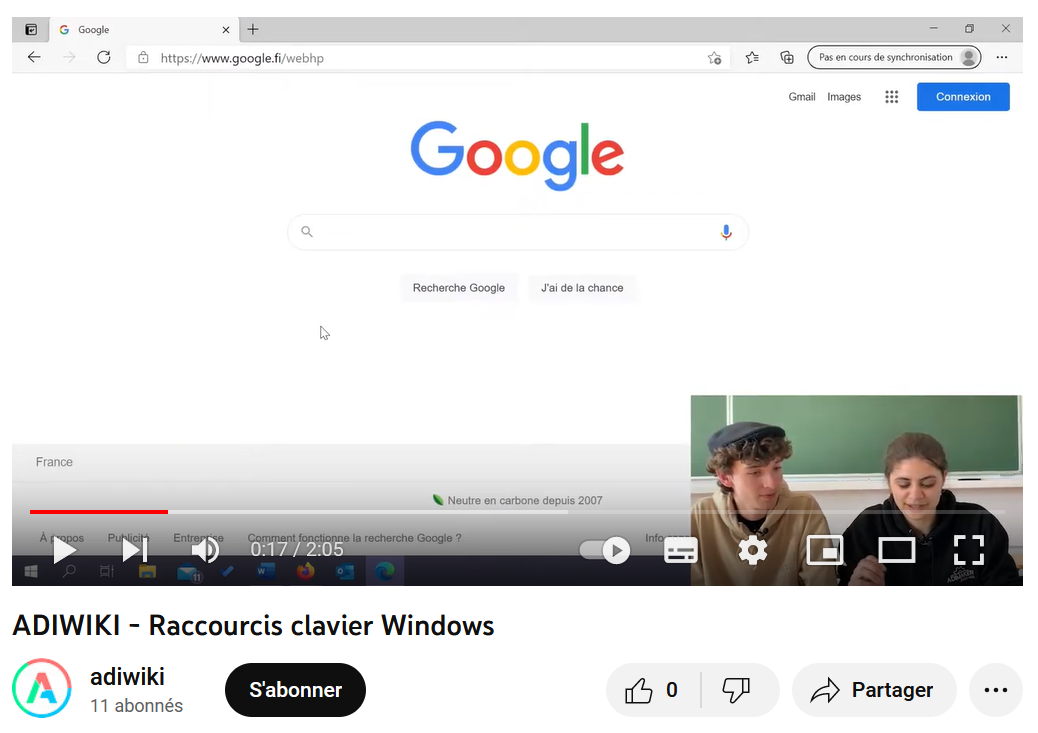 Google
https://www.google.fi/webhp
Pas en cours de synchronisation
Gmail Images
Connexion
Google
Recherche Google
J'ai de la chance
France
Neutre en carbone depuis 2007
À propos Publicité Entreprise Comment fonctionne la recherche Google ?
0:17 / 2:05
11
ADIWIKI - Raccourcis clavier Windows
adiwiki
11 abonnés
S'abonner
0
Partager